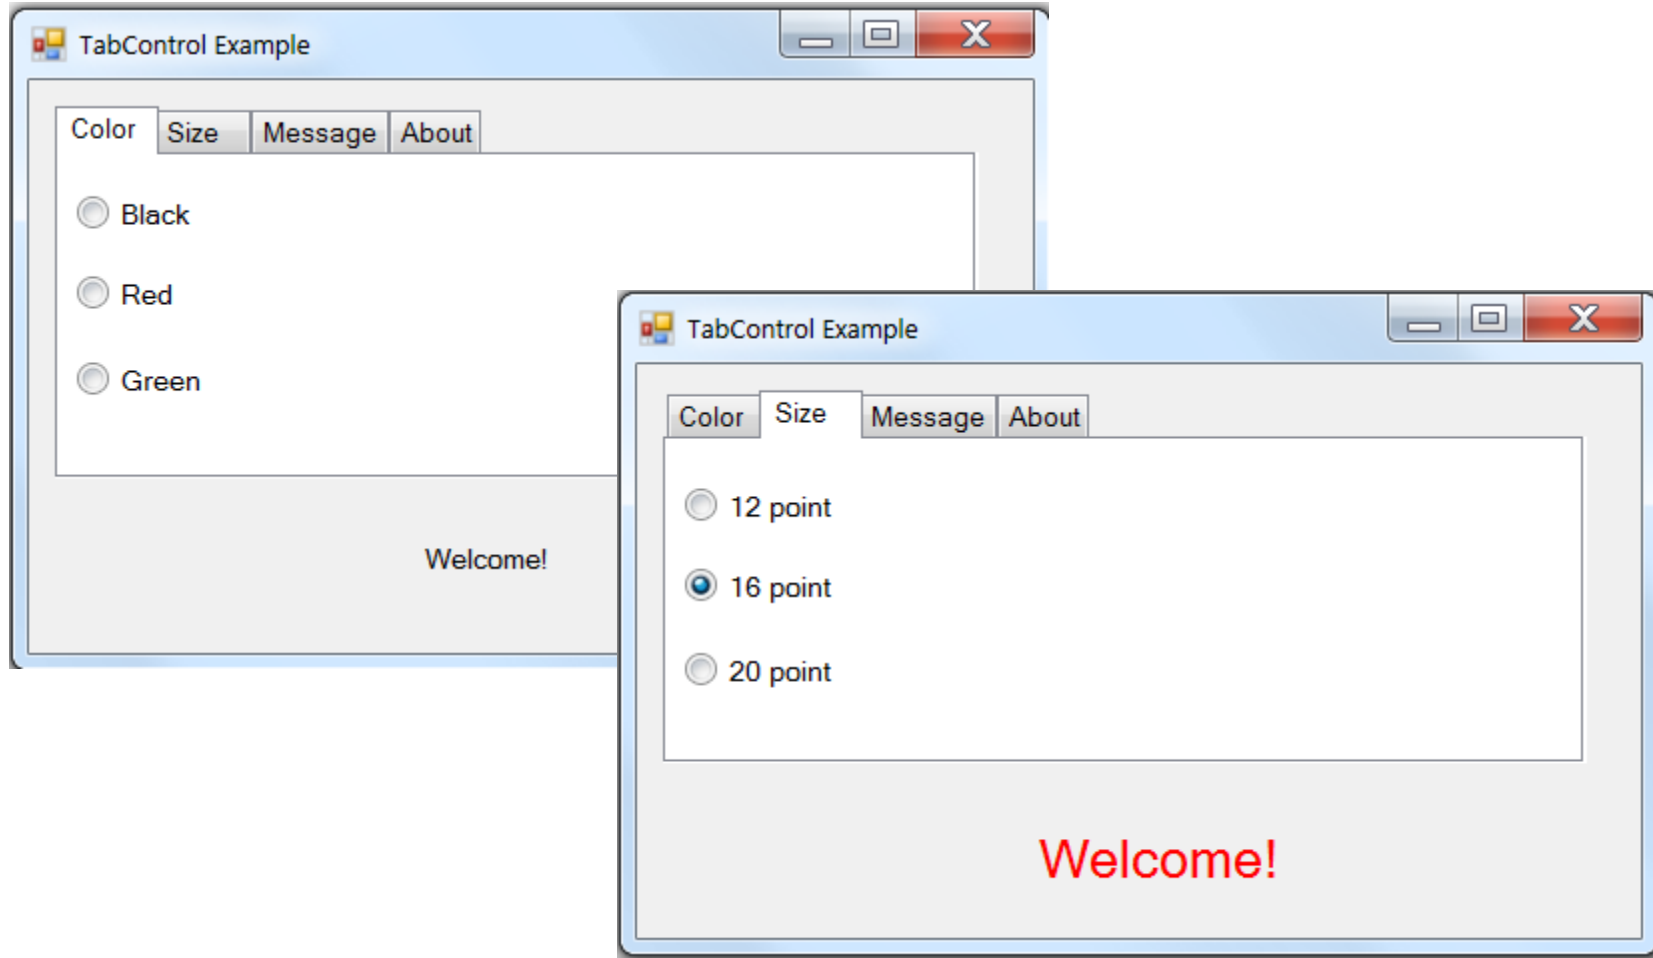 TabControl Example
Color Size Message About
Black
Red
Green
Welcome!
TabControl Example
Color Size Message About
12 point
16 point
20 point
Welcome!